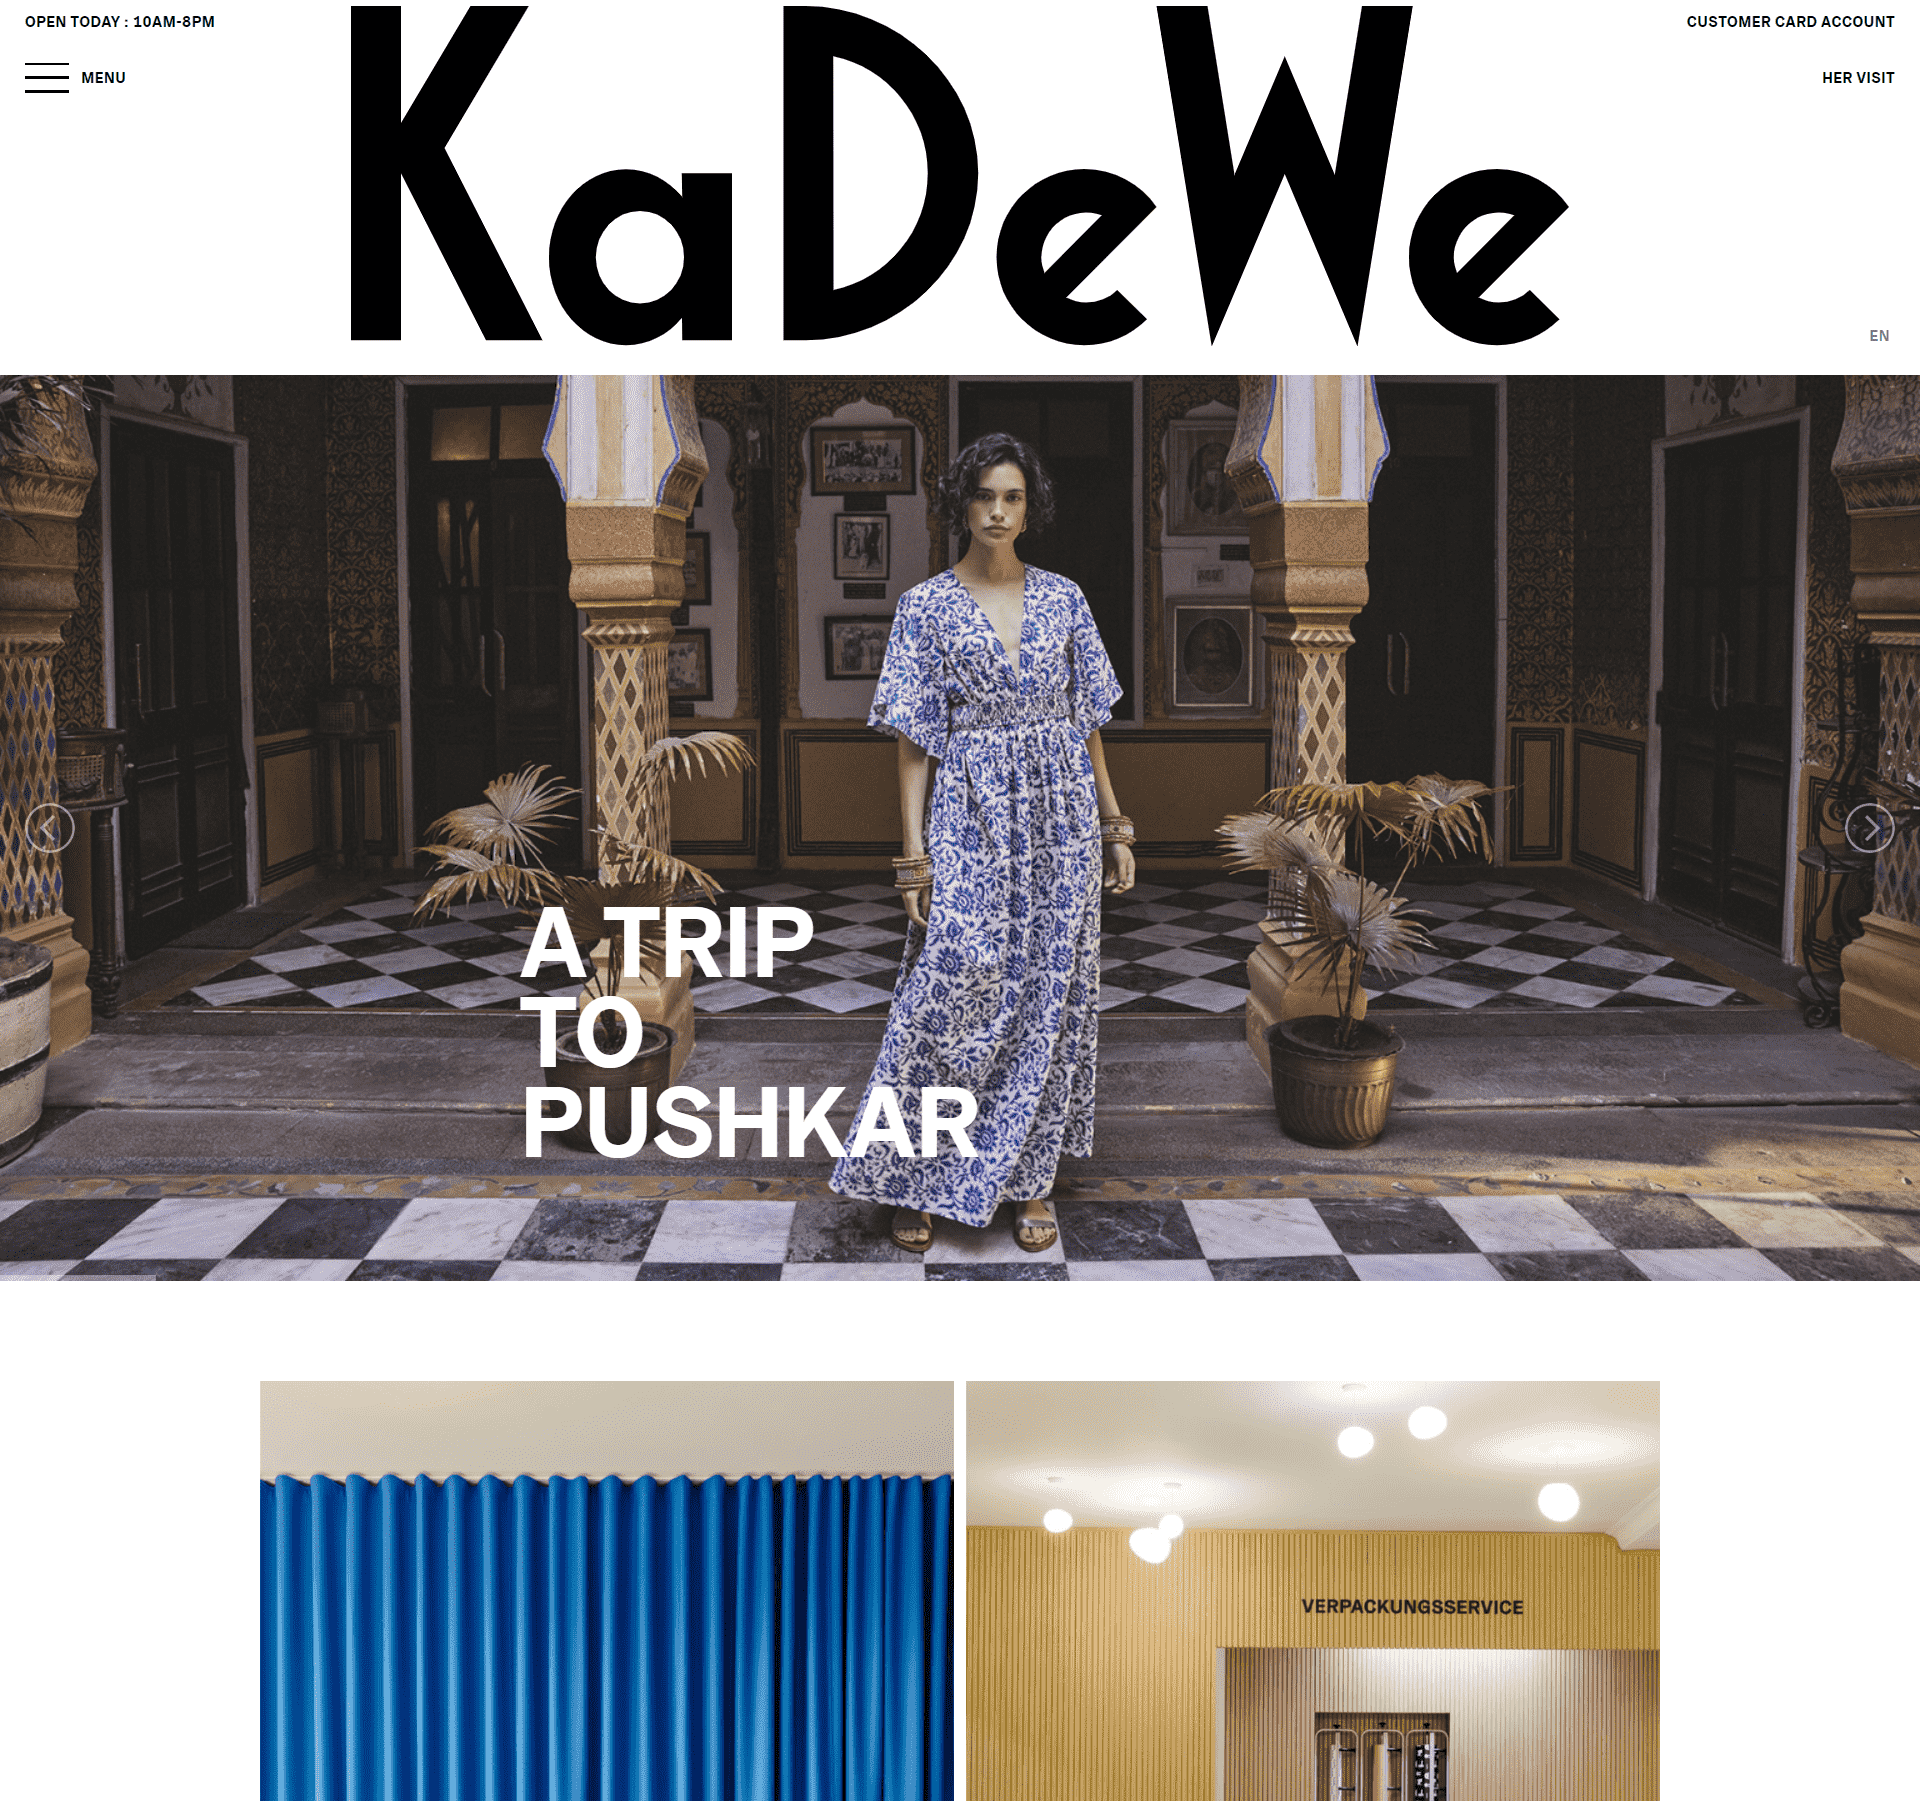 OPEN TODAY : 10AM-8PM
CUSTOMER CARD ACCOUNT
MENU
KaDeWe
HER VISIT
EN
A TRIP
TO
PUSHKAR
VERPACKUNGSSERVICE